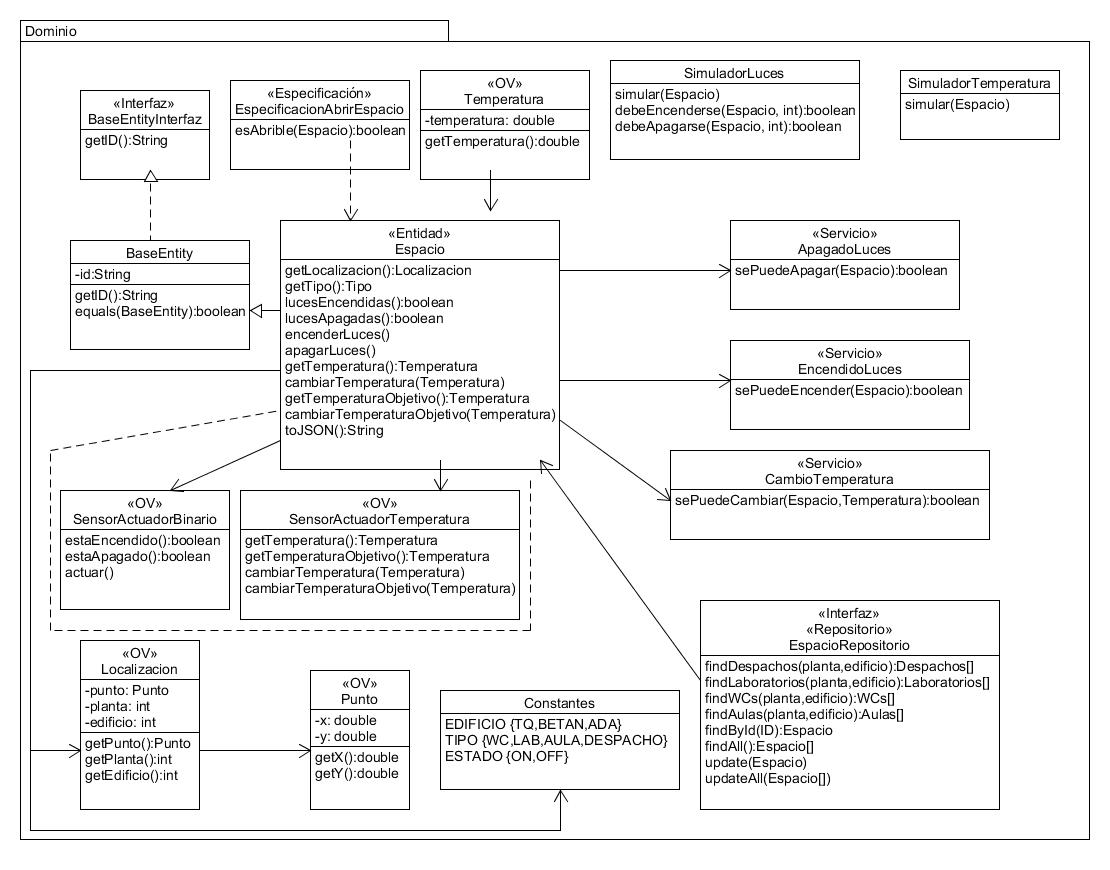 Dominio
«Interfaz»
BaseEntityInterfaz
getID():String
«Especificación»
EspecificacionAbrirEspacio
esAbrible(Espacio):boolean
«OV»
Temperatura
-temperatura: double
getTemperatura():double
SimuladorLuces
simular(Espacio)
debeEncenderse(Espacio, int):boolean
debeApagarse(Espacio, int):boolean
SimuladorTemperatura
simular(Espacio)
BaseEntity
-id:String
getID():String
equals(BaseEntity):boolean
«Entidad»
Espacio
getLocalizacion():Localizacion
getTipo():Tipo
lucesEncendidas():boolean
lucesApagadas():boolean
encenderLuces()
apagarLuces()
getTemperatura():Temperatura
cambiarTemperatura(Temperatura)
getTemperaturaObjetivo():Temperatura
cambiarTemperaturaObjetivo(Temperatura)
toJSON():String
«Servicio»
ApagadoLuces
sePuedeApagar(Espacio):boolean
«Servicio»
EncendidoLuces
sePuedeEncender(Espacio):boolean
«Servicio»
CambioTemperatura
sePuedeCambiar(Espacio,Temperatura):boolean
«OV»
SensorActuadorBinario
estaEncendido():boolean
estaApagado():boolean
actuar()
«OV»
SensorActuadorTemperatura
getTemperatura():Temperatura
getTemperaturaObjetivo():Temperatura
cambiarTemperatura(Temperatura)
cambiarTemperaturaObjetivo(Temperatura)
«OV»
Localizacion
-punto: Punto
-planta: int
-edificio: int
getPunto():Punto
getPlanta():int
getEdificio():int
«OV»
Punto
-x: double
-y: double
getX():double
getY():double
Constantes
EDIFICIO {TQ,BETAN,ADA}
TIPO {WC,LAB,AULA,DESPACHO}
ESTADO {ON,OFF}
«Interfaz»
«Repositorio»
EspacioRepositorio
findDespachos(planta,edificio):Despachos[]
findLaboratorios(planta,edificio):Laboratorios[]
findWCs(planta,edificio):WCs[]
findAulas(planta,edificio):Aulas[]
findById(ID):Espacio
findAll():Espacio[]
update(Espacio)
updateAll(Espacio[])